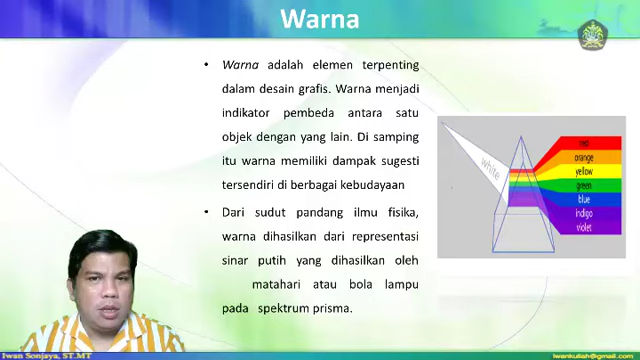 Warna
• Warna adalah elemen terpenting
dalam desain grafis. Warna menjadi
indikator pembeda antara satu
objek dengan yang lain. Di samping
itu warna memiliki dampak sugesti
tersendiri di berbagai kebudayaan
• Dari sudut pandang ilmu fisika,
warna dihasilkan dari representasi
sinar putih yang dihasilkan oleh
matahari atau bola lampu
pada spektrum prisma.
white
red
orange
yellow
green
blue
indigo
violet
Iwan Sonjaya, ST.MT
iwankuliah@gmail.com